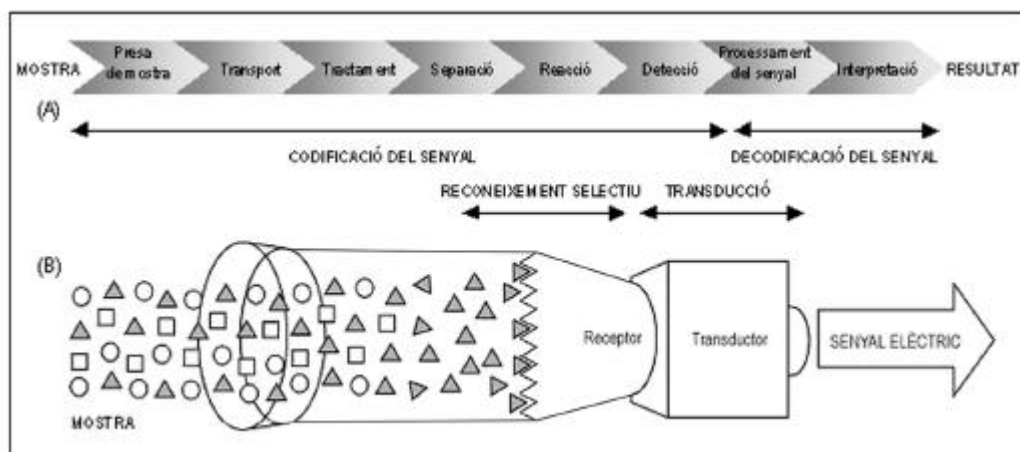 MOSTRA
Presa
de mostra
Transport
Tractament
Separació
Reacció
Detecció
Processament
del senyal
Interpretació
RESULTAT
(A)
CODIFICACIÓ DEL SENYAL
DECODIFICACIÓ DEL SENYAL
RECONEIXEMENT SELECTIU
TRANSDUCCIÓ
(B)
Receptor
Transductor
SENYAL ELÈCTRIC
MOSTRA